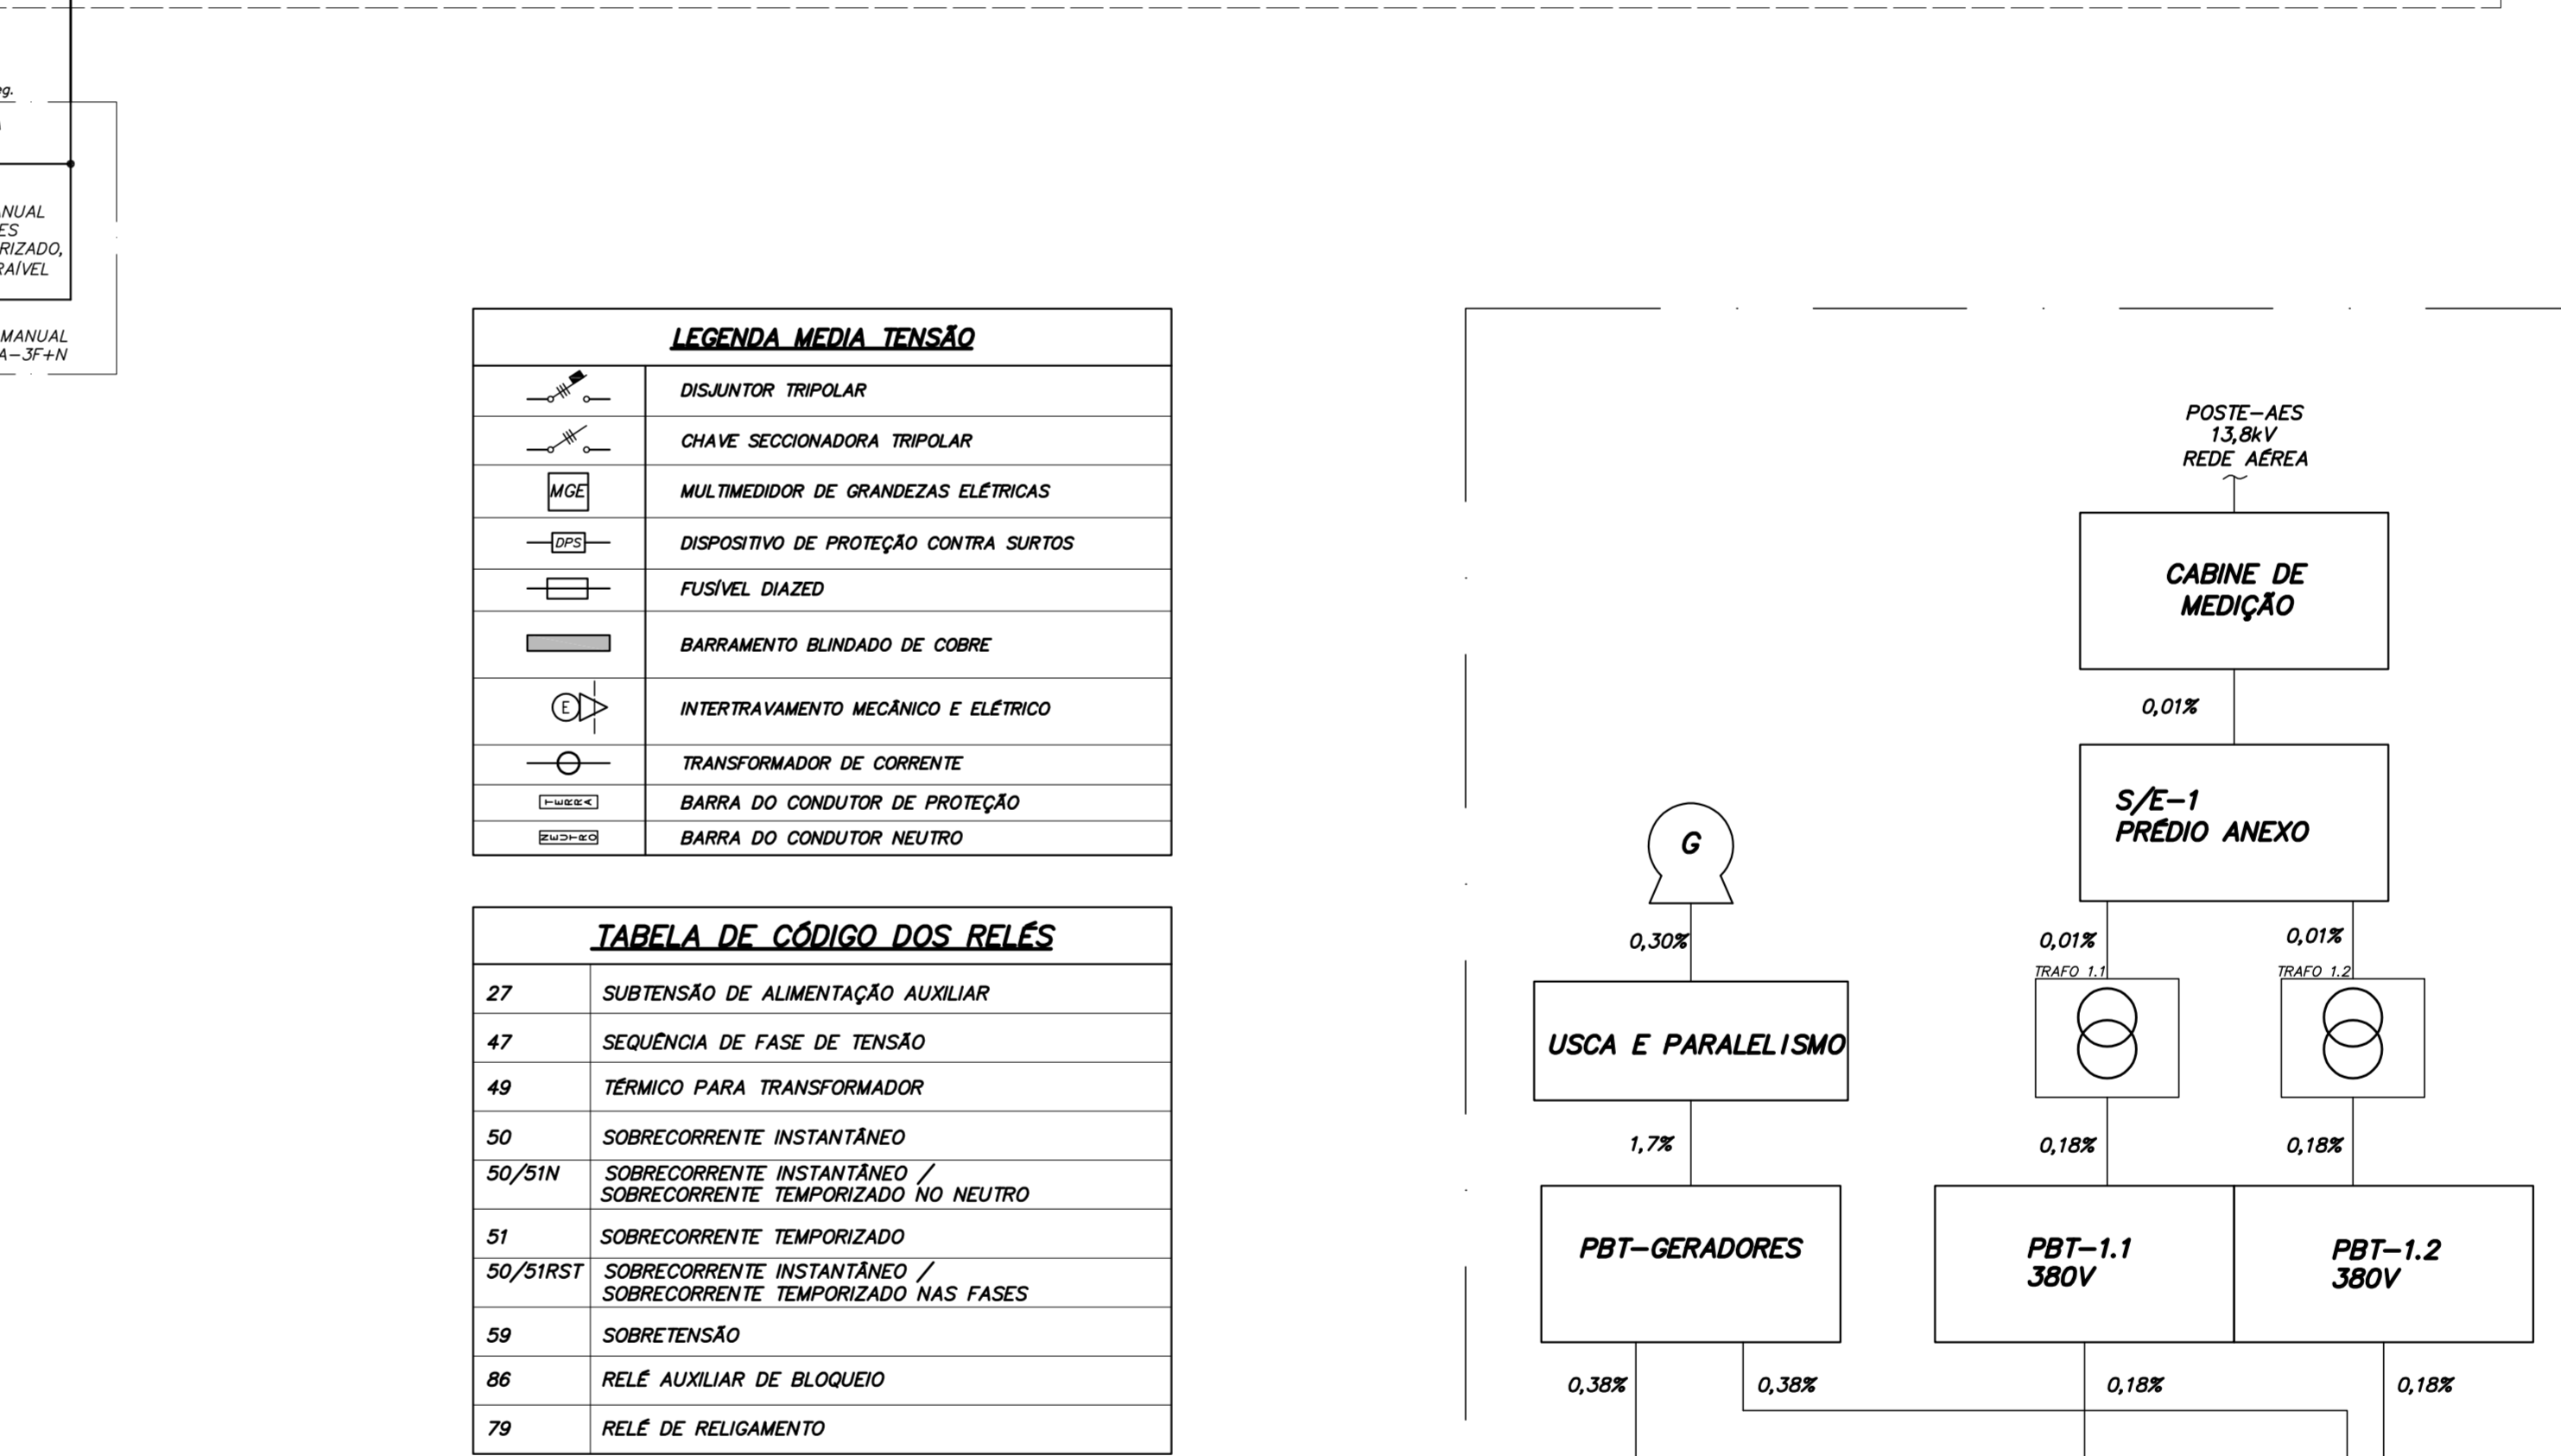 eg.
NUAL
ES
RIZADO,
RAÍVEL
MANUAL
A-3F+N
LEGENDA MEDIA TENSÃO
DISJUNTOR TRIPOLAR
CHAVE SECCIONADORA TRIPOLAR
MGE MULTIMEDIDOR DE GRANDEZAS ELÉTRICAS
DPS DISPOSITIVO DE PROTEÇÃO CONTRA SURTOS
FUSÍVEL DIAZED
BARRAMENTO BLINDADO DE COBRE
E INTERTRAVAMENTO MECÂNICO E ELÉTRICO
TRANSFORMADOR DE CORRENTE
TERRA BARRA DO CONDUTOR DE PROTEÇÃO
NEUTRO BARRA DO CONDUTOR NEUTRO
TABELA DE CÓDIGO DOS RELÉS
27 SUBTENSÃO DE ALIMENTAÇÃO AUXILIAR
47 SEQUÊNCIA DE FASE DE TENSÃO
49 TÉRMICO PARA TRANSFORMADOR
50 SOBRECORRENTE INSTANTÂNEO
50/51N SOBRECORRENTE INSTANTÂNEO /
SOBRECORRENTE TEMPORIZADO NO NEUTRO
51 SOBRECORRENTE TEMPORIZADO
50/51RST SOBRECORRENTE INSTANTÂNEO /
SOBRECORRENTE TEMPORIZADO NAS FASES
59 SOBRETENSÃO
86 RELÉ AUXILIAR DE BLOQUEIO
79 RELÉ DE RELIGAMENTO
POSTE-AES
13,8kV
REDE AÉREA
CABINE DE
MEDIÇÃO
0,01%
S/E-1
PRÉDIO ANEXO
G
0,30%
0,01%
0,01%
TRAFO 1.1
TRAFO 1.2
USCA E PARALELISMO
1,7%
0,18%
0,18%
PBT-GERADORES
PBT-1.1
380V
PBT-1.2
380V
0,38%
0,38%
0,18%
0,18%